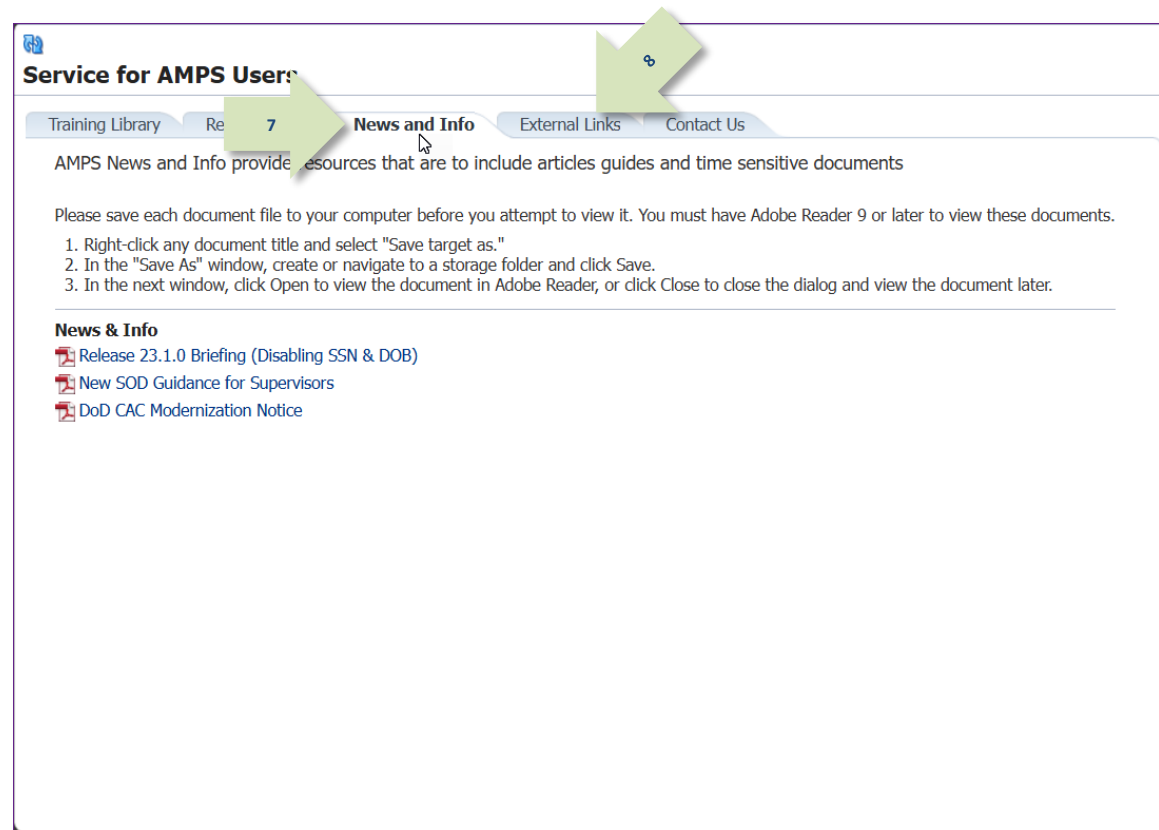 Service for AMPS Users
8
Training Library Re 7 News and Info External Links Contact Us
AMPS News and Info provide resources that are to include articles guides and time sensitive documents
Please save each document file to your computer before you attempt to view it. You must have Adobe Reader 9 or later to view these documents.
1. Right-click any document title and select "Save target as."
2. In the "Save As" window, create or navigate to a storage folder and click Save.
3. In the next window, click Open to view the document in Adobe Reader, or click Close to close the dialog and view the document later.
News & Info
Release 23.1.0 Briefing (Disabling SSN & DOB)
New SOD Guidance for Supervisors
DoD CAC Modernization Notice